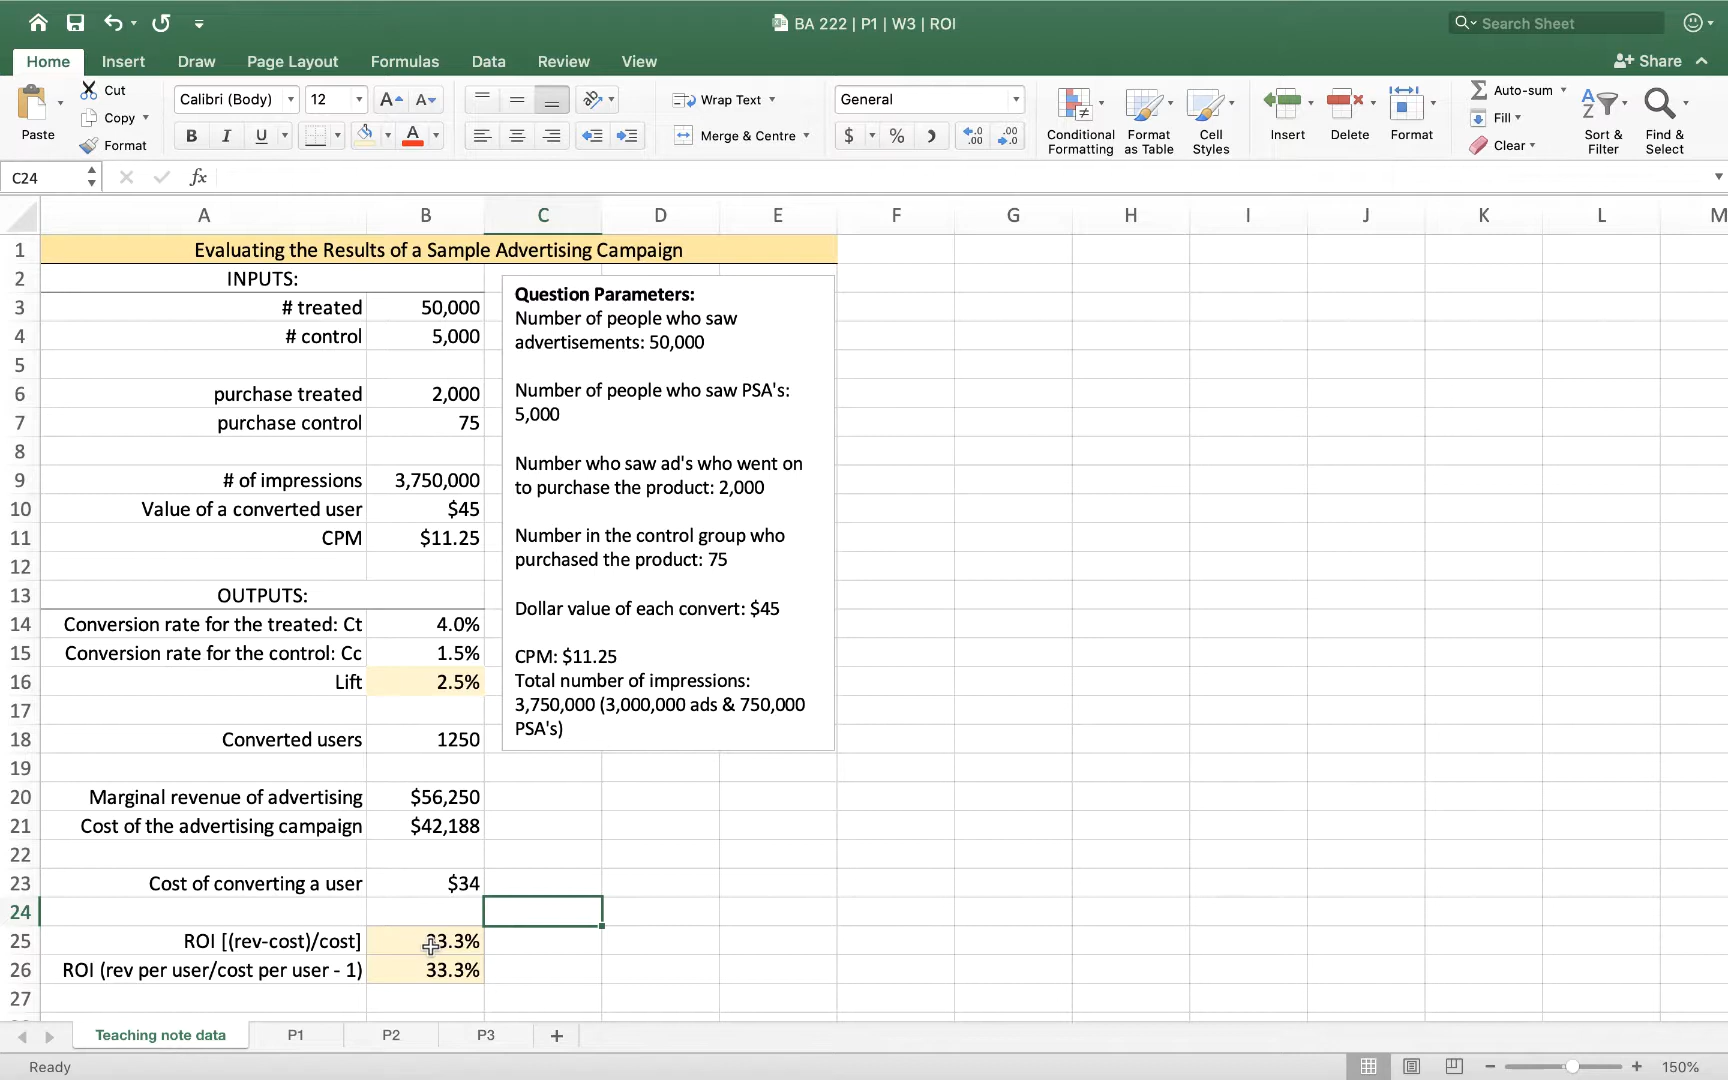 BA 222 | P1 | W3 | ROI
Search Sheet
Home Insert Draw Page Layout Formulas Data Review View Share
Paste
Cut
Copy
Format
Calibri (Body) 12 A A
B I U A
Wrap Text
Merge & Centre
General
$ % )
Conditional Formatting
Format as Table
Cell Styles
Insert
Delete
Format
Auto-sum
Fill
Clear
Sort & Filter
Find & Select
C24 fx
A B C D E F G H I J K L M
1 Evaluating the Results of a Sample Advertising Campaign
2 INPUTS:
3 # treated 50,000
4 # control 5,000
5
6 purchase treated 2,000
7 purchase control 75
8
9 # of impressions 3,750,000
10 Value of a converted user $45
11 CPM $11.25
12
13 OUTPUTS:
14 Conversion rate for the treated: Ct 4.0%
15 Conversion rate for the control: Cc 1.5%
16 Lift 2.5%
17
18 Converted users 1250
19
20 Marginal revenue of advertising $56,250
21 Cost of the advertising campaign $42,188
22
23 Cost of converting a user $34
24
25 ROI [(rev-cost)/cost] 33.3%
26 ROI (rev per user/cost per user - 1) 33.3%
27
Question Parameters:
Number of people who saw
advertisements: 50,000
Number of people who saw PSA's:
5,000
Number who saw ad's who went on
to purchase the product: 2,000
Number in the control group who
purchased the product: 75
Dollar value of each convert: $45
CPM: $11.25
Total number of impressions:
3,750,000 (3,000,000 ads & 750,000
PSA's)
Teaching note data P1 P2 P3 +
Ready
150%